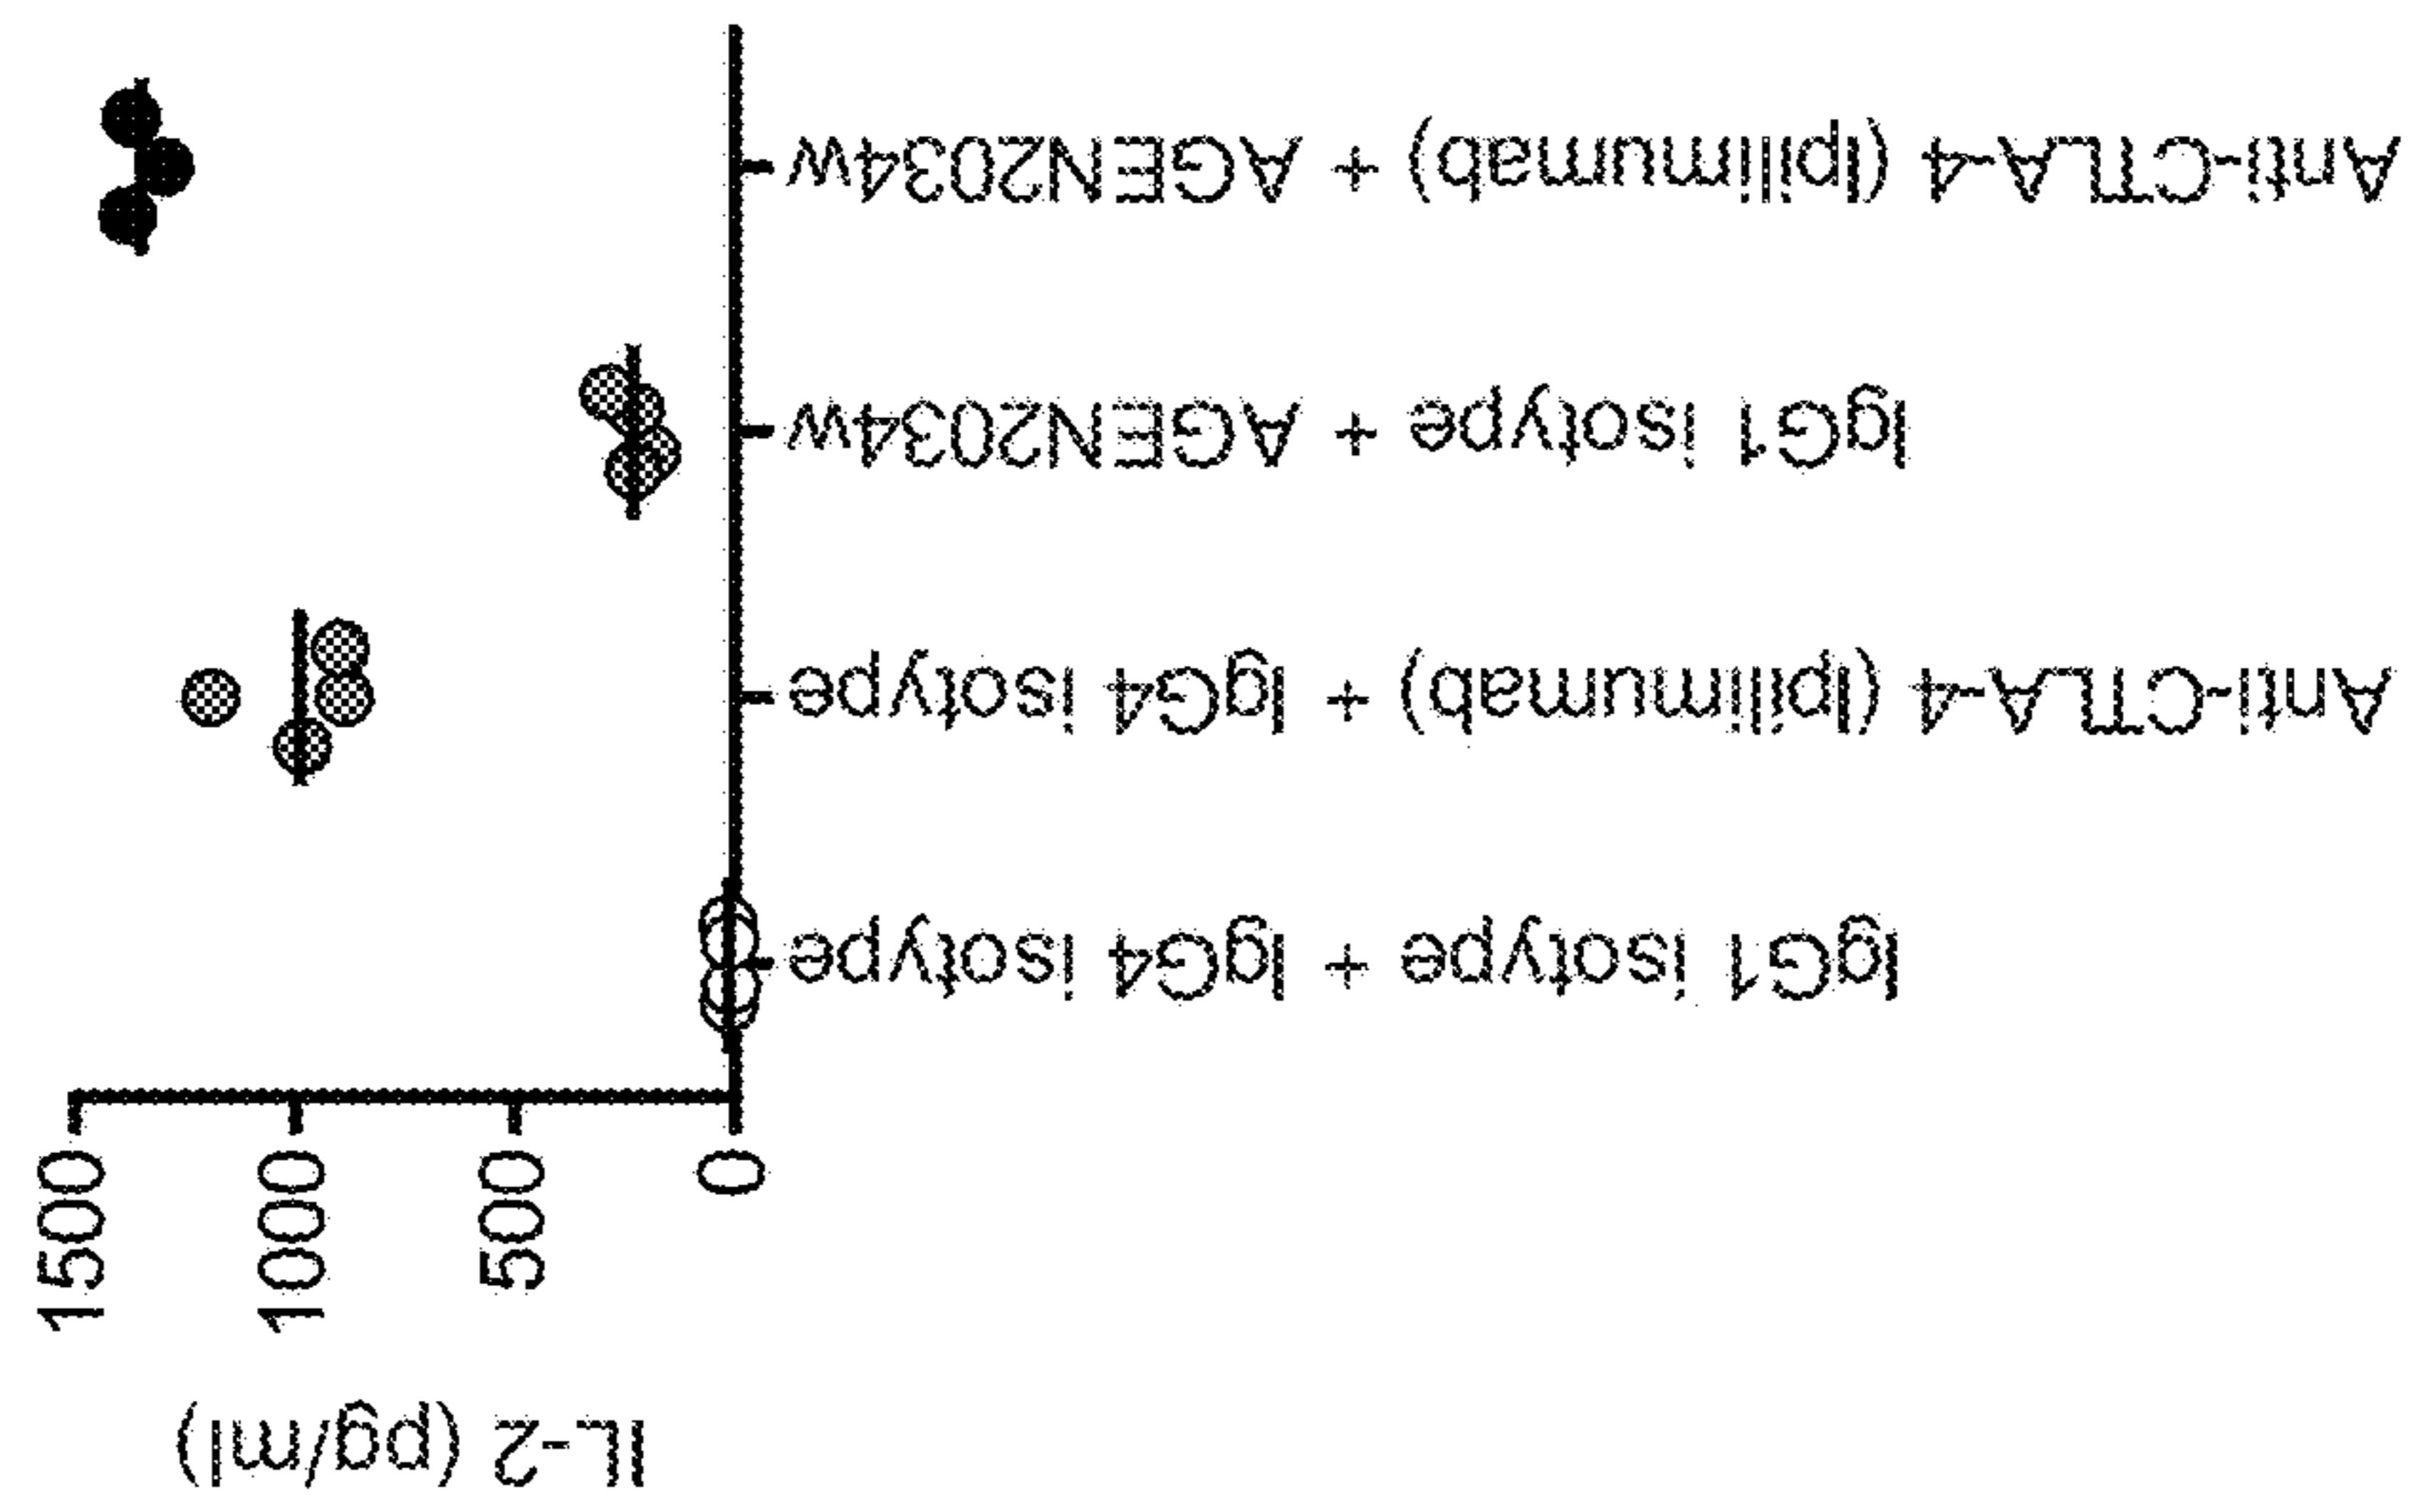 IL-2 (pg/ml)
1500
1000
500
0
IgG1 isotype + IgG4 isotype
Anti-CTLA-4 (Ipilimumab) + IgG4 isotype
IgG1 isotype + AGEN2034w
Anti-CTLA-4 (Ipilimumab) + AGEN2034w